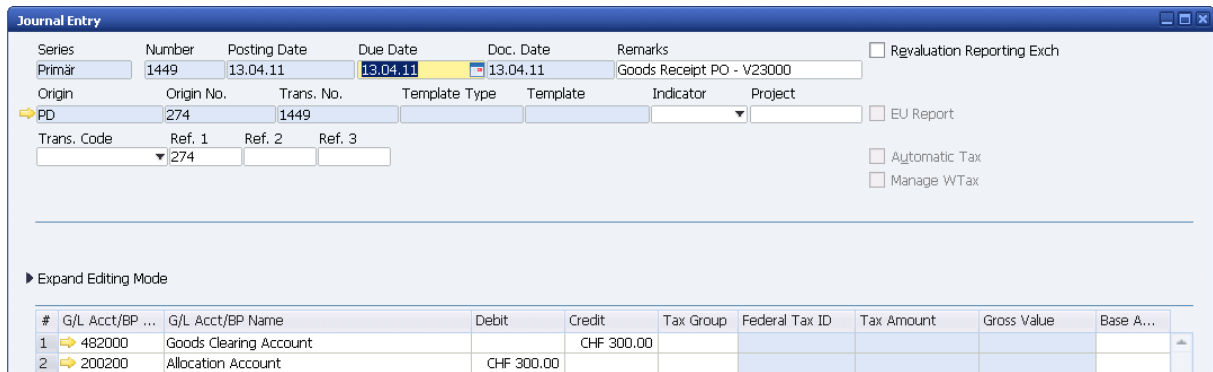 Journal Entry
Series Number Posting Date Due Date Doc. Date Remarks Revaluation Reporting Exch
Primär 1449 13.04.11 13.04.11 13.04.11 Goods Receipt PO - V23000
Origin Origin No. Trans. No. Template Type Template Indicator Project
PD 274 1449 EU Report
Trans. Code Ref. 1 Ref. 2 Ref. 3
274 Automatic Tax
Manage WTax
Expand Editing Mode
# G/L Acct/BP ... G/L Acct/BP Name Debit Credit Tax Group Federal Tax ID Tax Amount Gross Value Base A...
1 482000 Goods Clearing Account CHF 300.00
2 200200 Allocation Account CHF 300.00